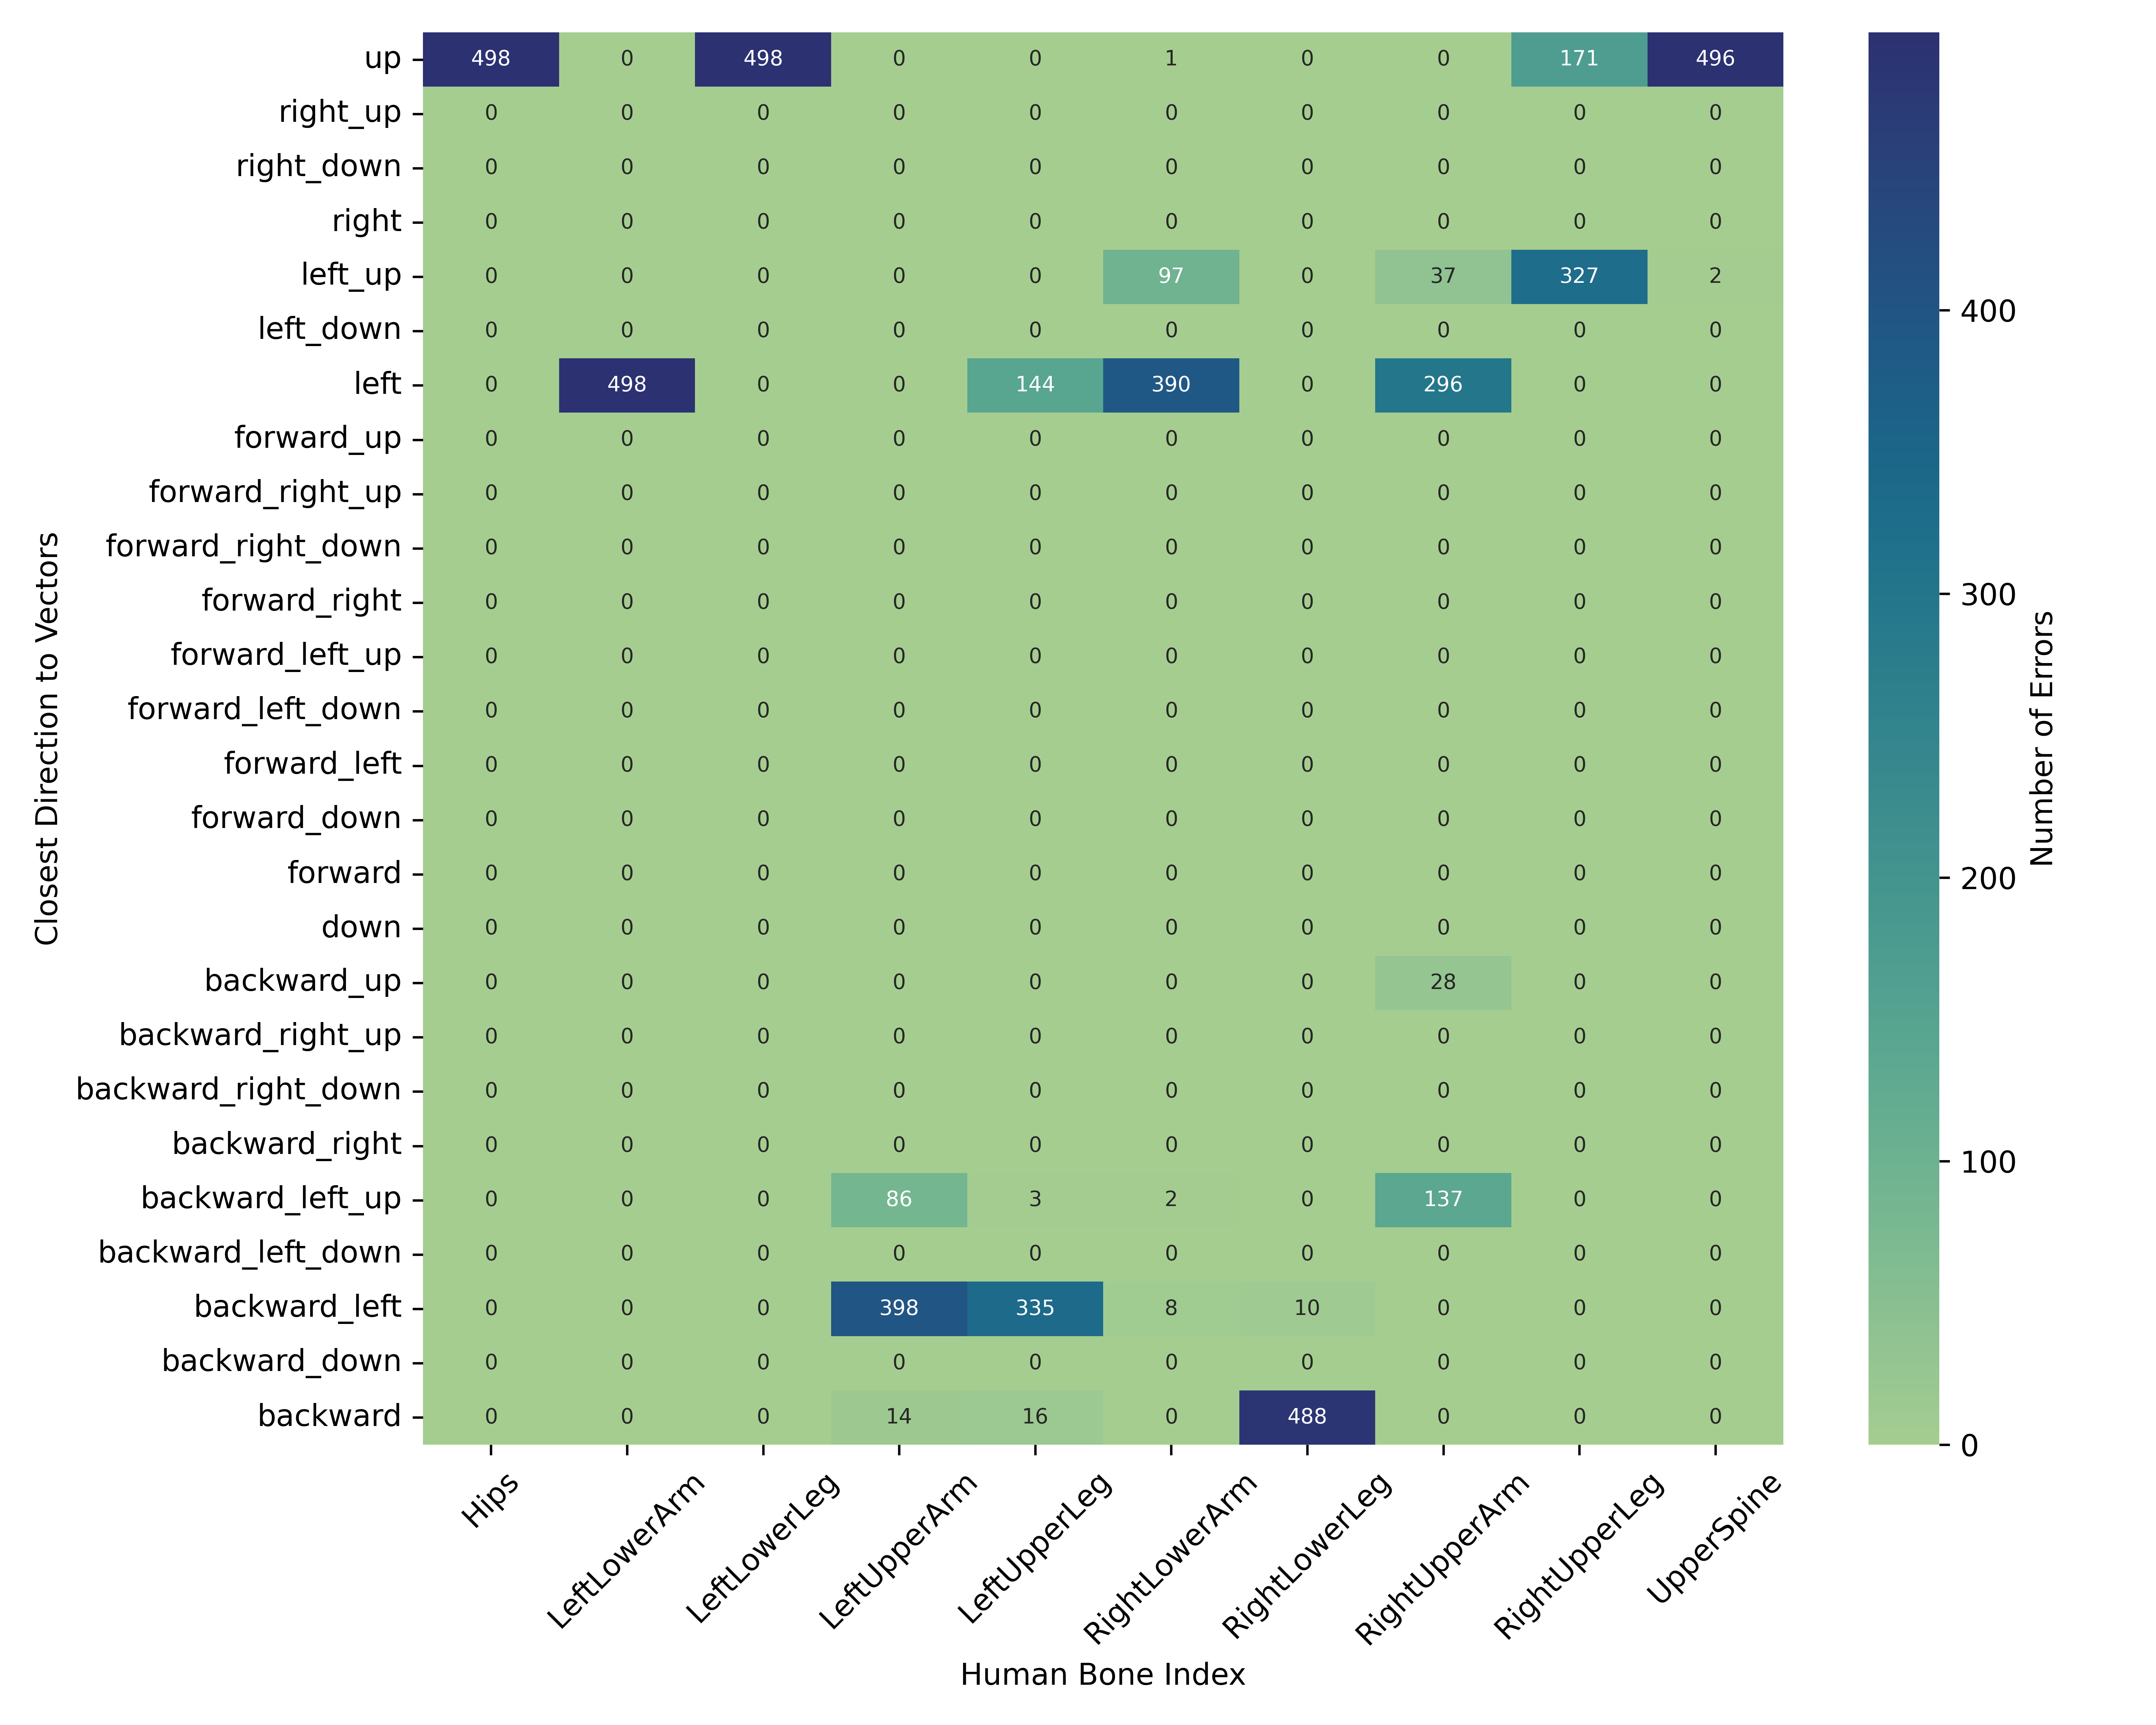 up 498 0 498 0 0 1 0 0 171 496
right_up 0 0 0 0 0 0 0 0 0 0
right_down 0 0 0 0 0 0 0 0 0 0
right 0 0 0 0 0 0 0 0 0 0
left_up 0 0 0 0 0 97 0 37 327 2
left_down 0 0 0 0 0 0 0 0 0 0
left 0 498 0 0 144 390 0 296 0 0
forward_up 0 0 0 0 0 0 0 0 0 0
forward_right_up 0 0 0 0 0 0 0 0 0 0
forward_right_down 0 0 0 0 0 0 0 0 0 0
forward_right 0 0 0 0 0 0 0 0 0 0
forward_left_up 0 0 0 0 0 0 0 0 0 0
forward_left_down 0 0 0 0 0 0 0 0 0 0
forward_left 0 0 0 0 0 0 0 0 0 0
forward_down 0 0 0 0 0 0 0 0 0 0
forward 0 0 0 0 0 0 0 0 0 0
down 0 0 0 0 0 0 0 0 0 0
backward_up 0 0 0 0 0 0 0 28 0 0
backward_right_up 0 0 0 0 0 0 0 0 0 0
backward_right_down 0 0 0 0 0 0 0 0 0 0
backward_right 0 0 0 0 0 0 0 0 0 0
backward_left_up 0 0 0 86 3 2 0 137 0 0
backward_left_down 0 0 0 0 0 0 0 0 0 0
backward_left 0 0 0 398 335 8 10 0 0 0
backward_down 0 0 0 0 0 0 0 0 0 0
backward 0 0 0 14 16 0 488 0 0 0
Hips LeftLowerArm LeftLowerLeg LeftUpperArm LeftUpperLeg RightLowerArm RightLowerLeg RightUpperArm RightUpperLeg UpperSpine
Human Bone Index
Closest Direction to Vectors
400
300
200
100
0
Number of Errors